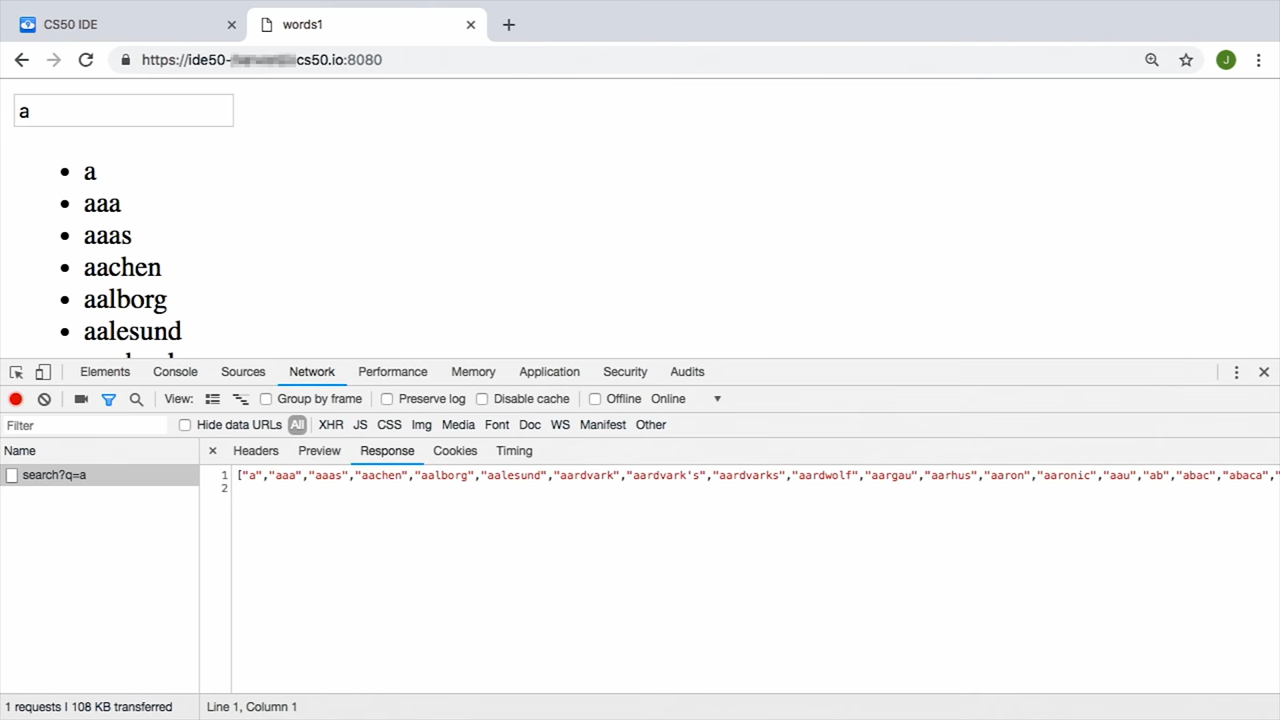 CS50 IDE words1
https://ide50- cs50.io:8080 J
a
a
aaa
aaas
aachen
aalborg
aalesund
Elements Console Sources Network Performance Memory Application Security Audits
View: Group by frame Preserve log Disable cache Offline Online
Filter Hide data URLs All XHR JS CSS Img Media Font Doc WS Manifest Other
Name Headers Preview Response Cookies Timing
search?q=a 1 ["a","aaa","aaas","aachen","aalborg","aalesund","aardvark","aardvark's","aardvarks","aardwolf","aargau","aarhus","aaron","aaronic","aau","ab","abac","abaca","
2
1 requests | 108 KB transferred Line 1, Column 1